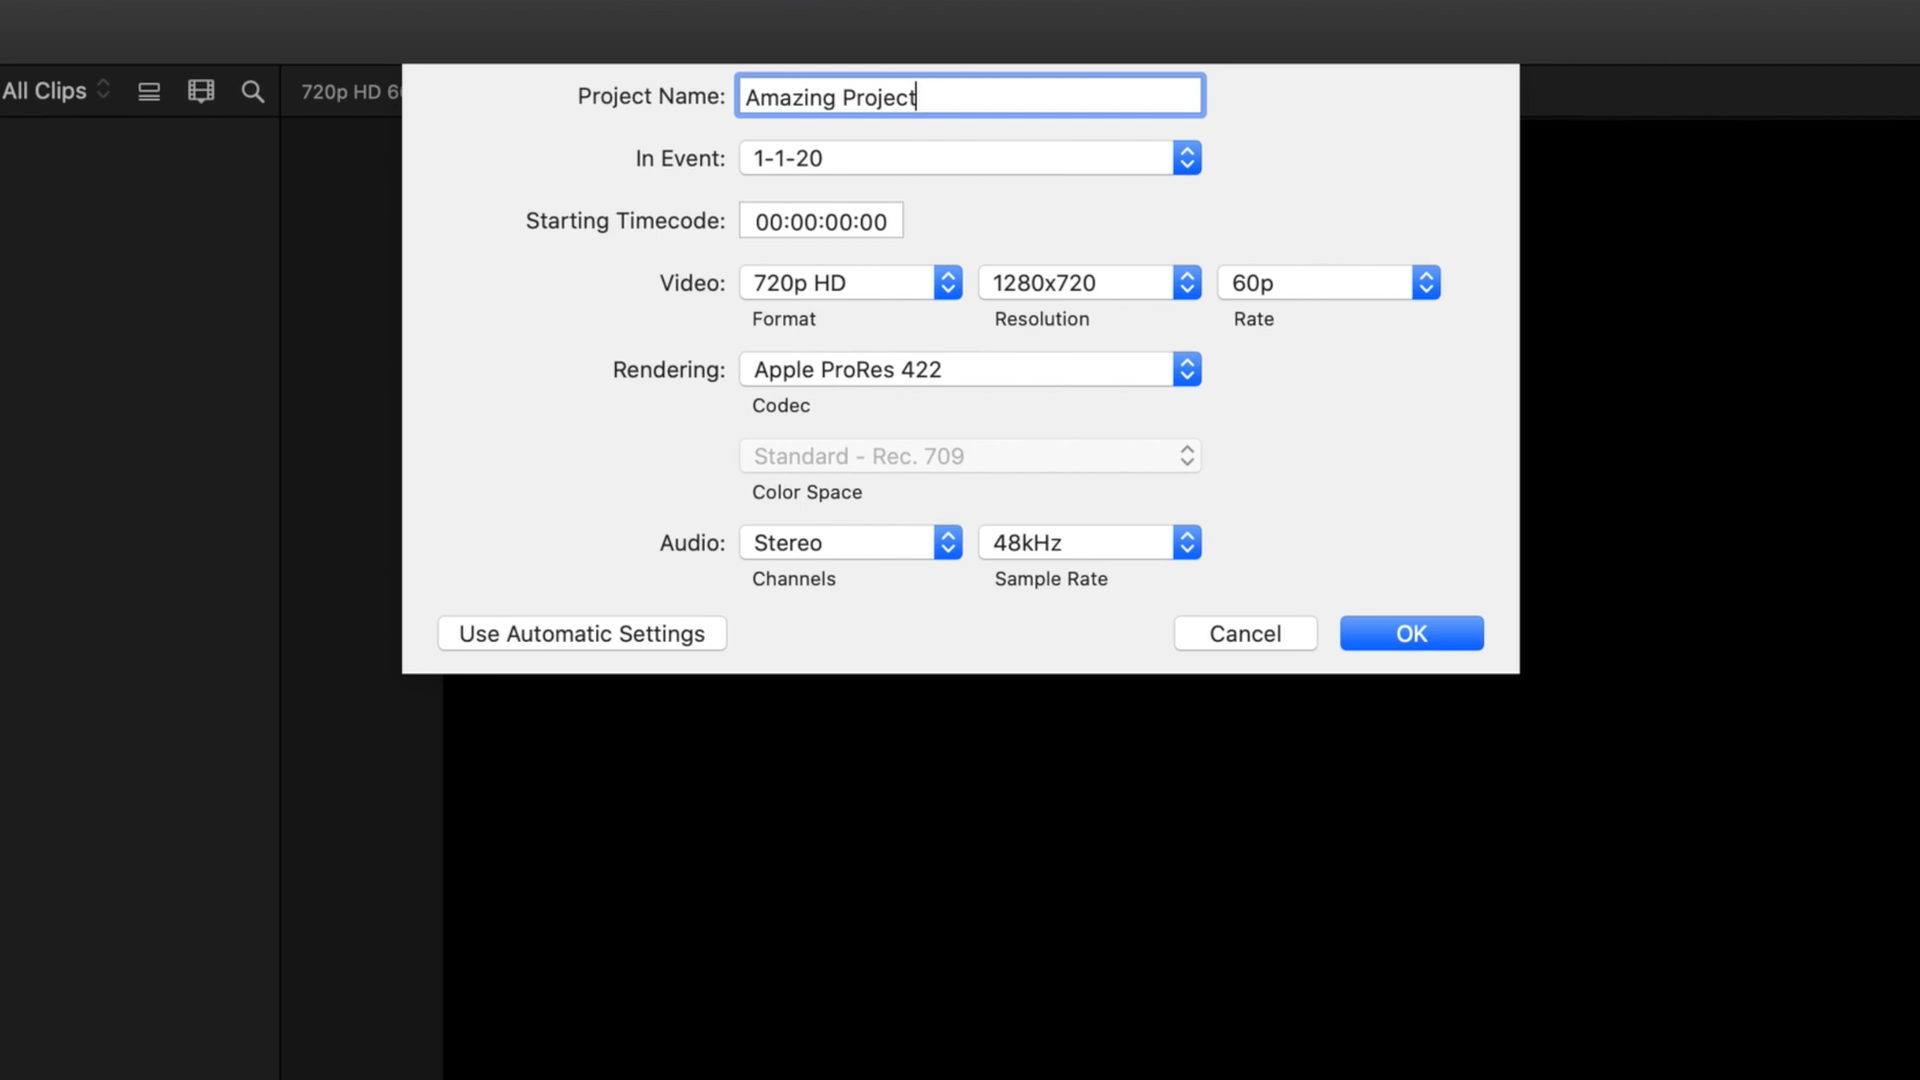 All Clips
720p HD 6
Project Name: Amazing Project
In Event: 1-1-20
Starting Timecode: 00:00:00:00
Video: 720p HD 1280x720 60p
Format Resolution Rate
Rendering: Apple ProRes 422
Codec
Standard - Rec. 709
Color Space
Audio: Stereo 48kHz
Channels Sample Rate
Use Automatic Settings Cancel OK